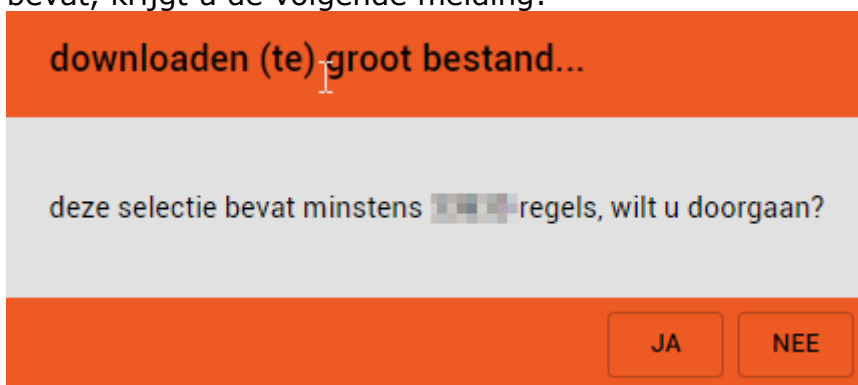 bevat, krijgt u de volgende melding:
downloaden (te) groot bestand...
deze selectie bevat minstens regels, wilt u doorgaan?
JA NEE